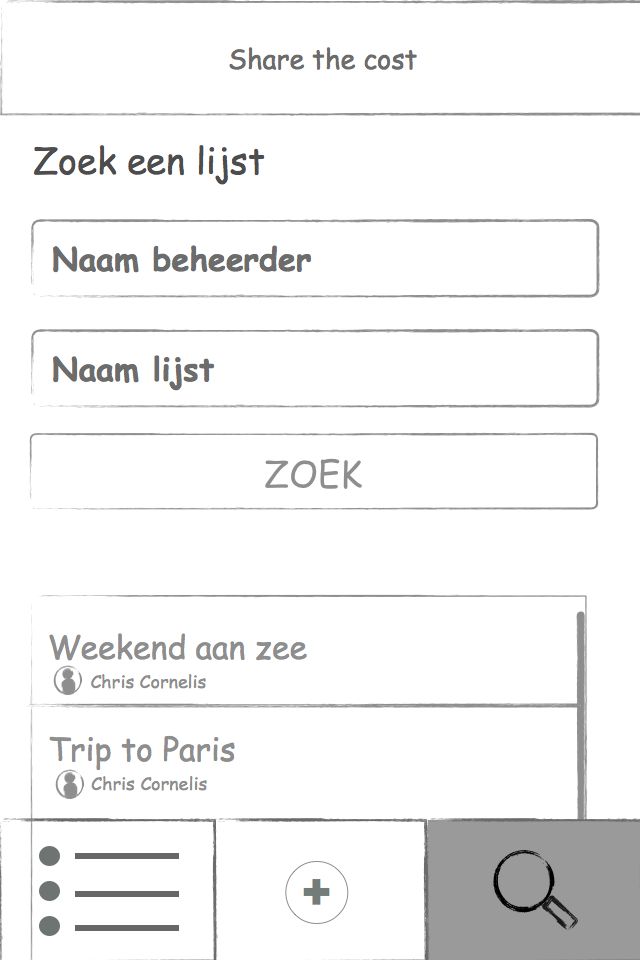 Share the cost
Zoek een lijst
Naam beheerder
Naam lijst
ZOEK
Weekend aan zee
Chris Cornelis
Trip to Paris
Chris Cornelis